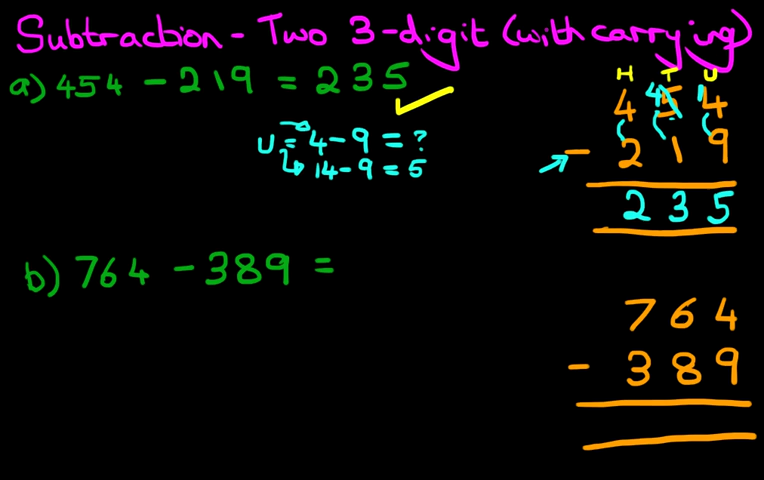 Subtraction - Two 3-digit (with carrying)
a) 454 - 219 = 235
U = 4 - 9 = ?
14 - 9 = 5
H T U
4 5 4
4 1
- 2 1 9
2 3 5
b) 764 - 389 =
7 6 4
- 3 8 9